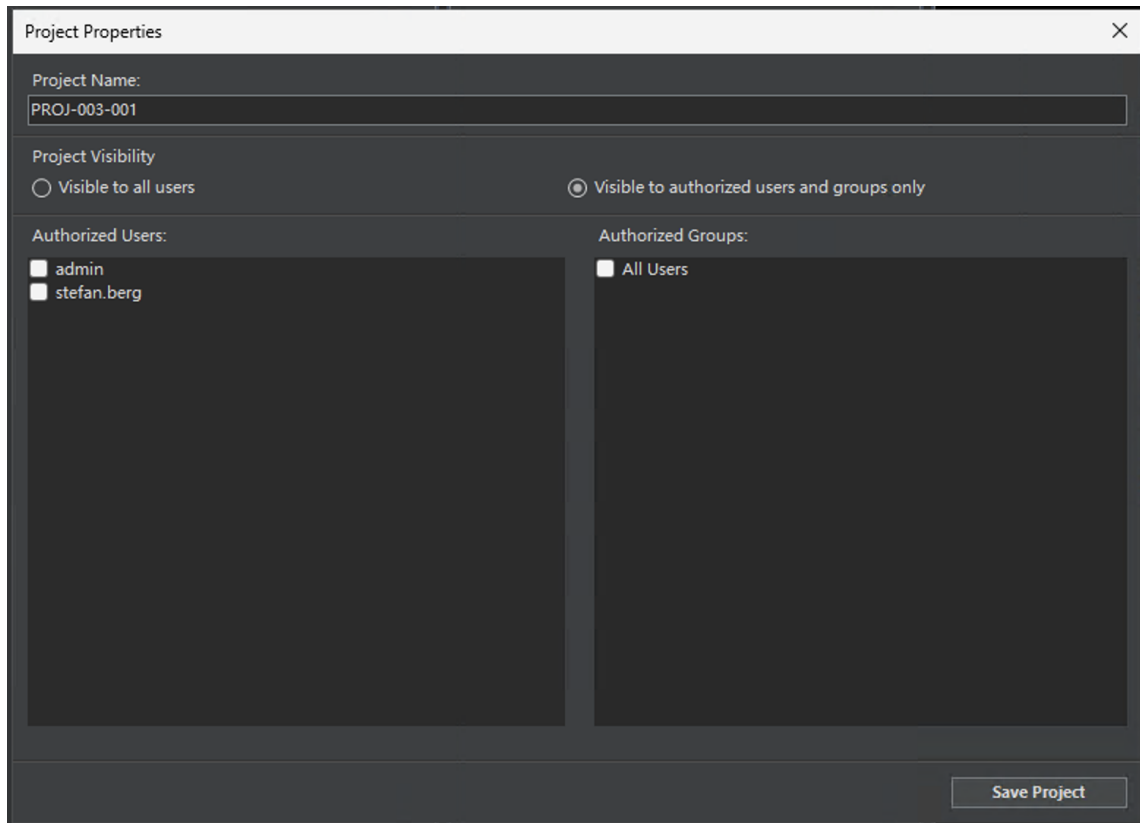 Project Properties
Project Name:
PROJ-003-001
Project Visibility
Visible to all users
Visible to authorized users and groups only
Authorized Users:
admin
stefan.berg
Authorized Groups:
All Users
Save Project